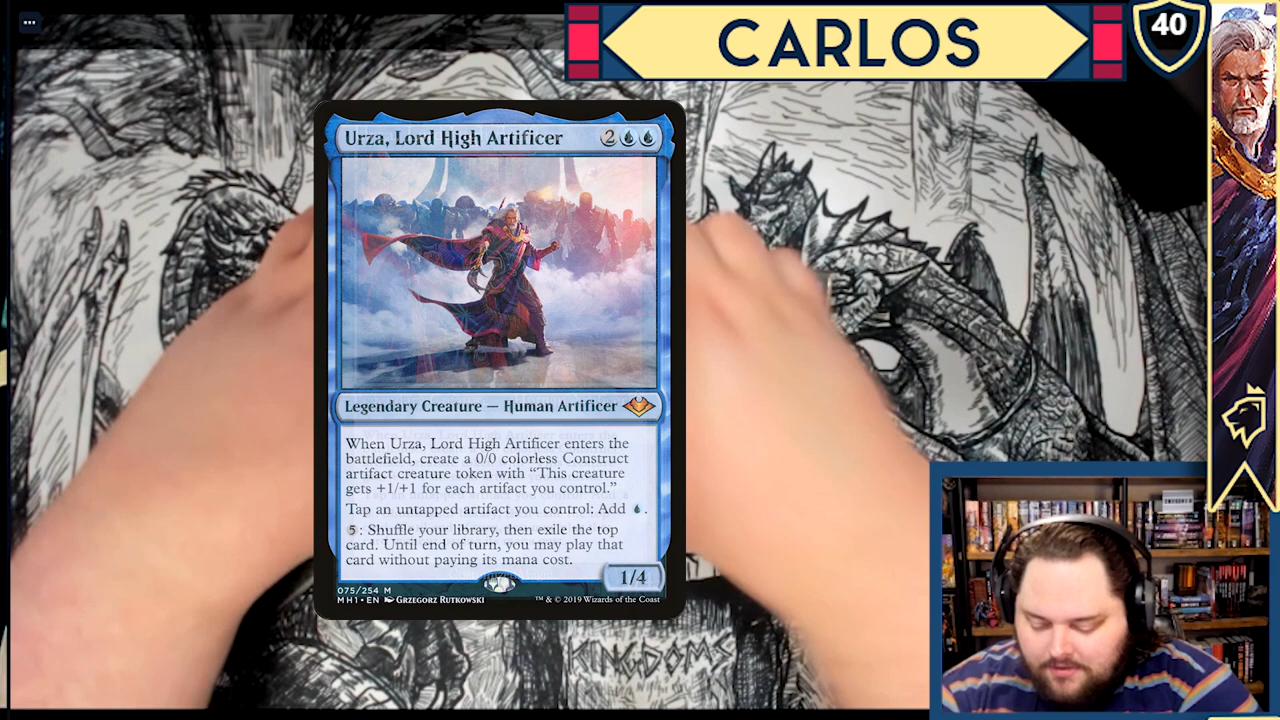 ...
CARLOS
40
Urza, Lord High Artificer 2
Legendary Creature — Human Artificer
When Urza, Lord High Artificer enters the
battlefield, create a 0/0 colorless Construct
artifact creature token with “This creature
gets +1/+1 for each artifact you control.”
Tap an untapped artifact you control: Add .
5: Shuffle your library, then exile the top
card. Until end of turn, you may play that
card without paying its mana cost.
1/4
075/254 M
MH1 • EN Grzegorz Rutkowski
™ & © 2019 Wizards of the Coast
KINGDOMS